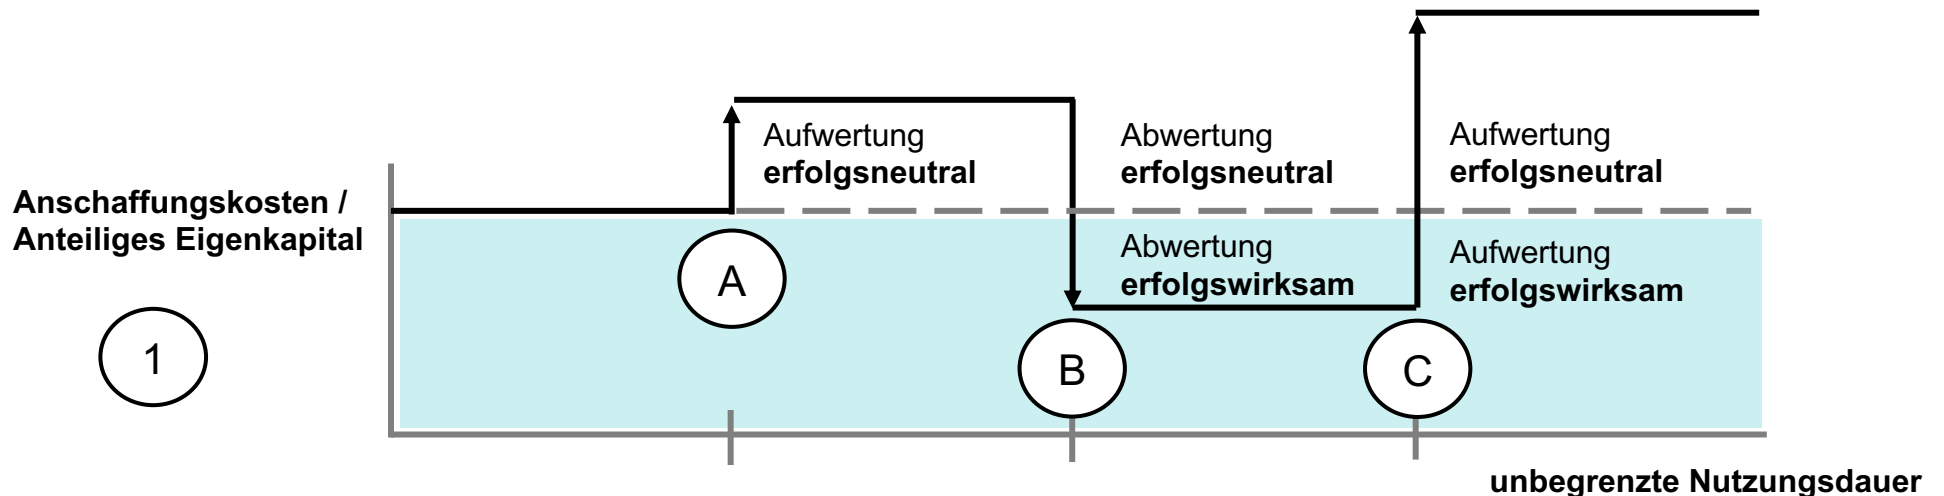 Aufwertung
erfolgsneutral
Abwertung
erfolgsneutral
Aufwertung
erfolgsneutral
Anschaffungskosten /
Anteiliges Eigenkapital
Abwertung
erfolgswirksam
Aufwertung
erfolgswirksam
A
1
B
C
unbegrenzte Nutzungsdauer